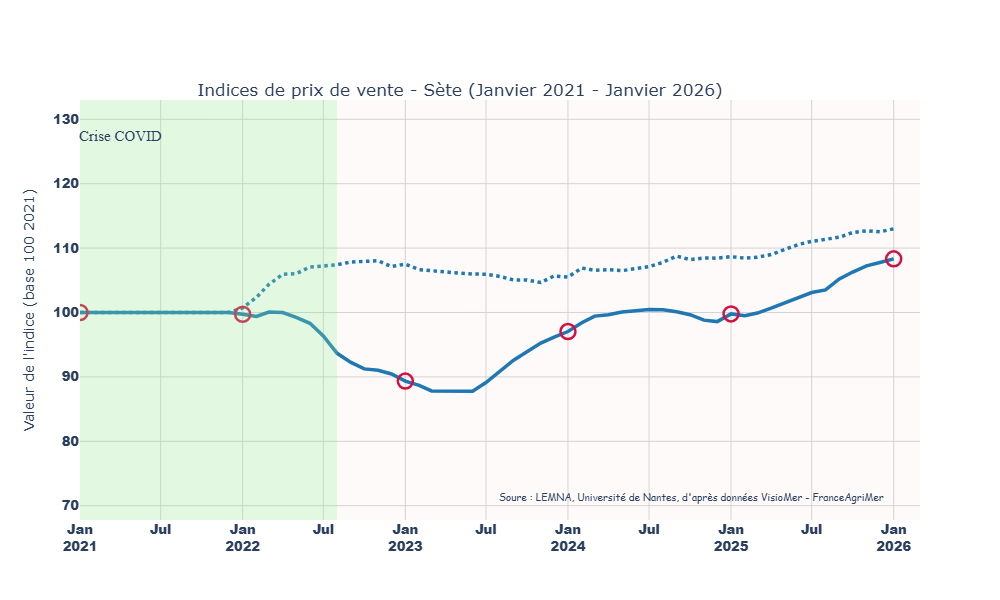 Indices de prix de vente - Sète (Janvier 2021 - Janvier 2026)
130
Crise COVID
120
110
100
90
80
70
Valeur de l'indice (base 100 2021)
Soure : LEMNA, Université de Nantes, d'après données VisioMer - FranceAgriMer
Jan Jul Jan Jul Jan Jul Jan Jul Jan Jul Jan
2021 2022 2023 2024 2025 2026